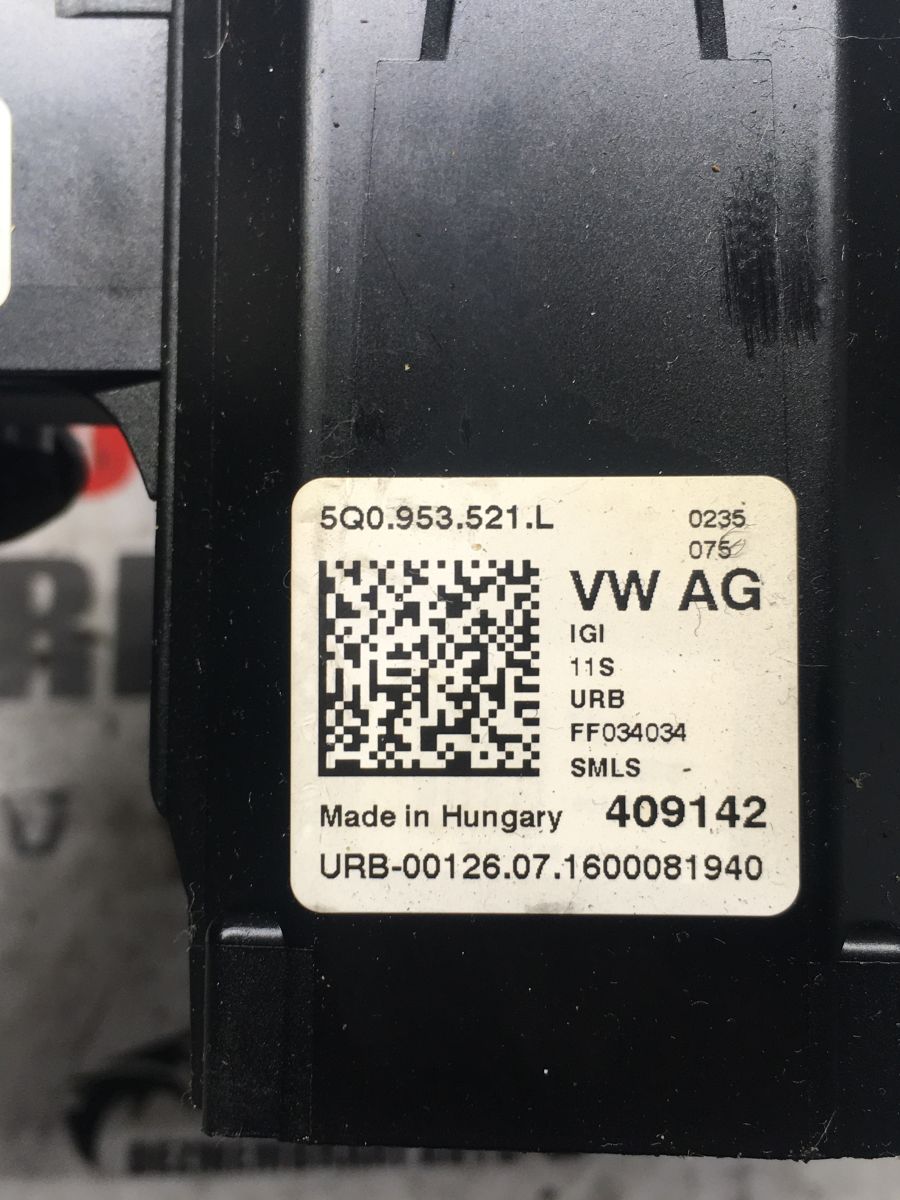 5Q0.953.521.L
0235
075
VW AG
IGI
11S
URB
FF034034
SMLS -
Made in Hungary 409142
URB-00126.07.1600081940